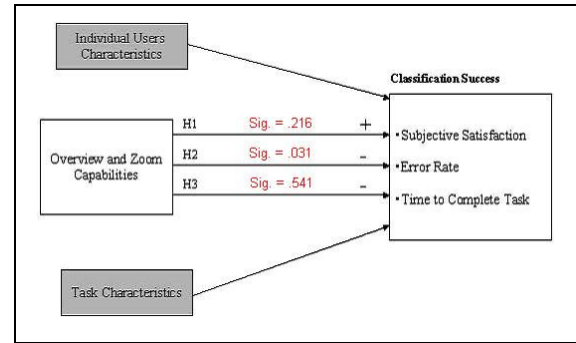 Individual Users
Characteristics
Classification Success
H1 Sig. = .216 +
H2 Sig. = .031 -
H3 Sig. = .541 -
Overview and Zoom
Capabilities
•Subjective Satisfaction
•Error Rate
•Time to Complete Task
Task Characteristics